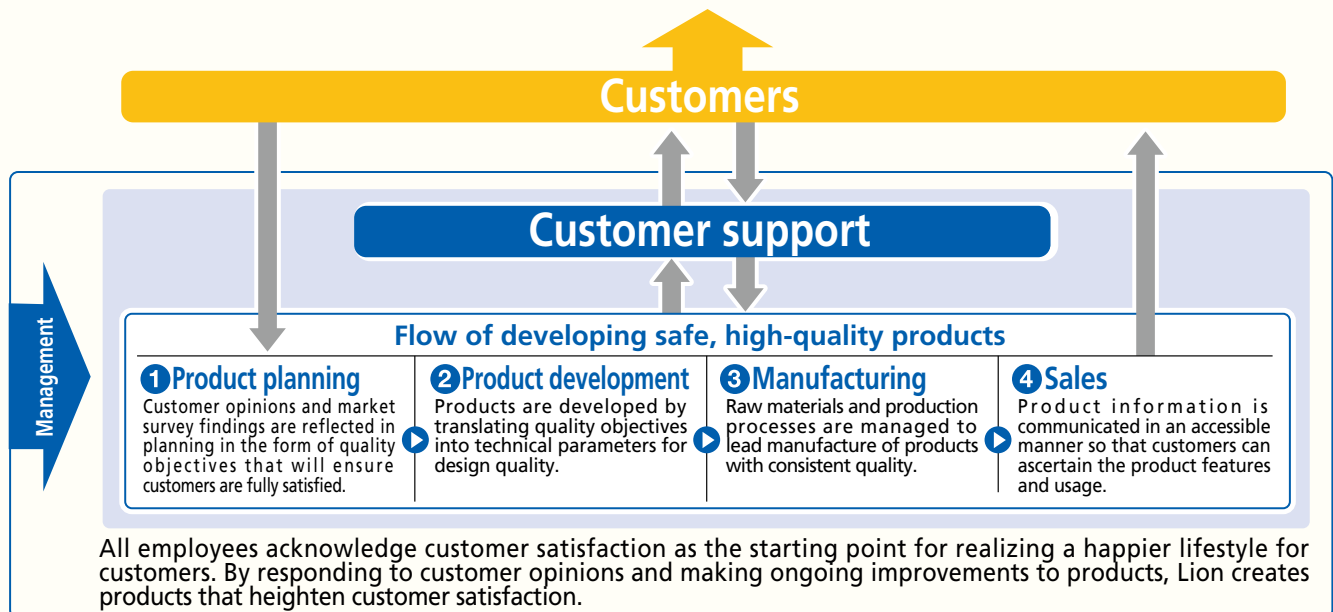 Customers
Customer support
Management
Flow of developing safe, high-quality products
1 Product planning
Customer opinions and market
survey findings are reflected in
planning in the form of quality
objectives that will ensure
customers are fully satisfied.
2 Product development
Products are developed by
translating quality objectives
into technical parameters for
design quality.
3 Manufacturing
Raw materials and production
processes are managed to
lead manufacture of products
with consistent quality.
4 Sales
Product information is
communicated in an accessible
manner so that customers can
ascertain the product features
and usage.
All employees acknowledge customer satisfaction as the starting point for realizing a happier lifestyle for
customers. By responding to customer opinions and making ongoing improvements to products, Lion creates
products that heighten customer satisfaction.